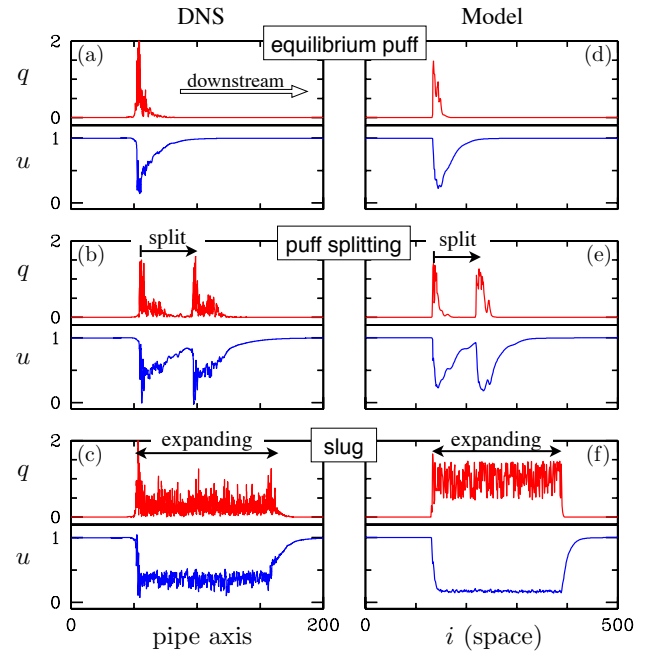 DNS Model
equilibrium puff
(a) (d)
2
q
downstream
0
1
u
0
puff splitting
(b) split (e) split
2
q
0
1
u
0
slug
(c) expanding expanding (f)
2
q
0
1
u
0
0 200 0 500
pipe axis i (space)